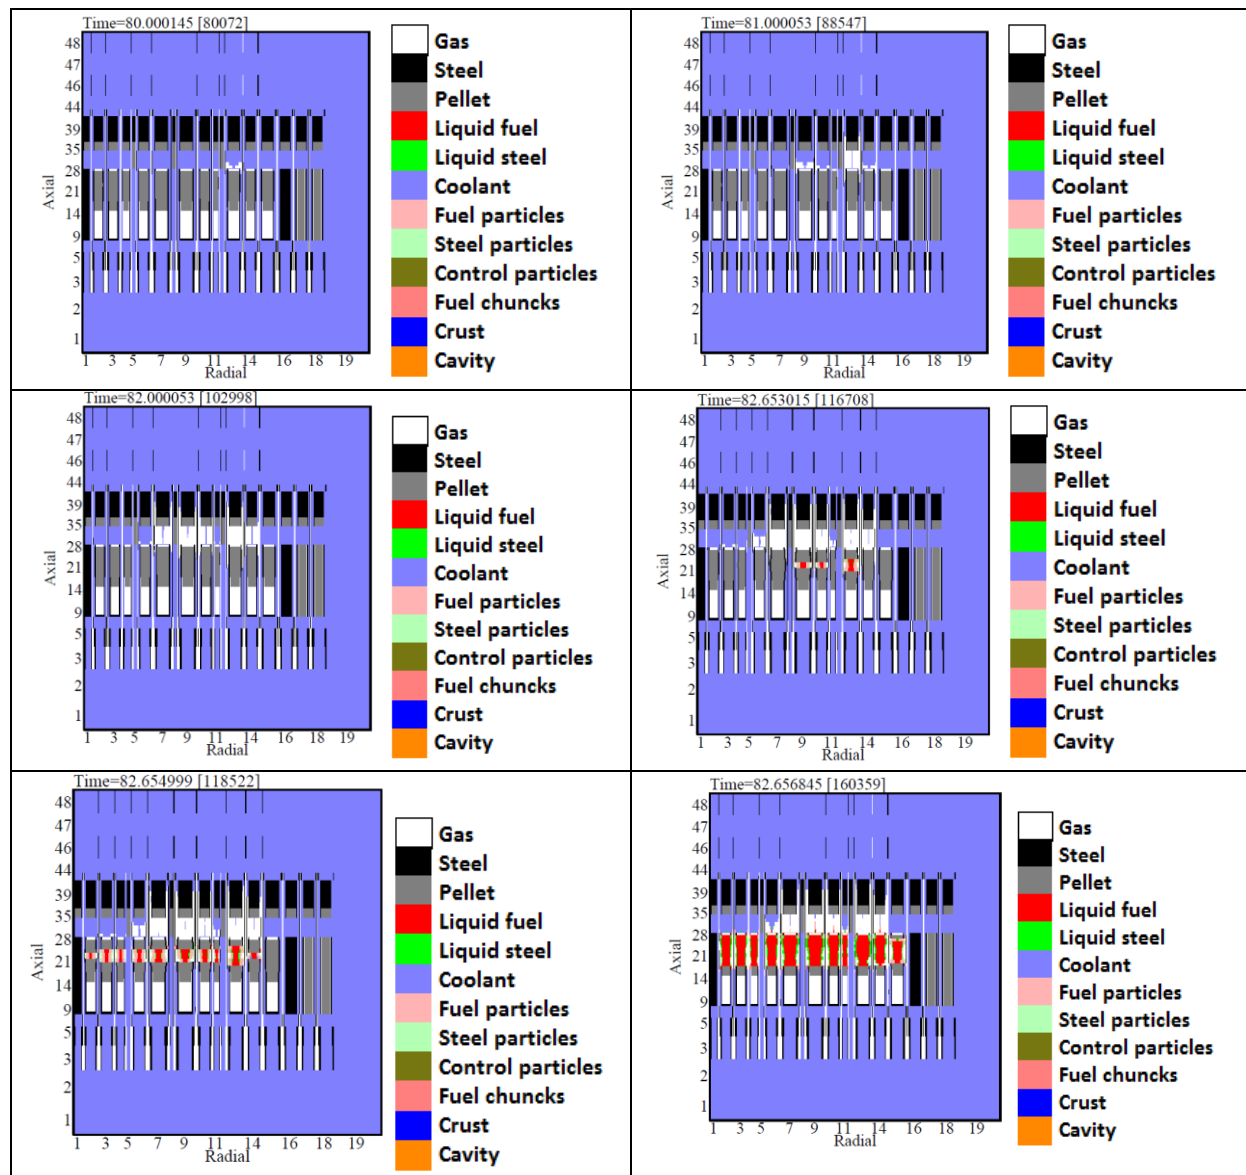 Time=80.000145 [80072]
48
47
46
44
39
35
28
21
14
9
5
3
2
1
Axial
1 3 5 7 9 11 14 16 18 19
Radial
Gas
Steel
Pellet
Liquid fuel
Liquid steel
Coolant
Fuel particles
Steel particles
Control particles
Fuel chuncks
Crust
Cavity
Time=81.000053 [88547]
48
47
46
44
39
35
28
21
14
9
5
3
2
1
Axial
1 3 5 7 9 11 14 16 18 19
Radial
Gas
Steel
Pellet
Liquid fuel
Liquid steel
Coolant
Fuel particles
Steel particles
Control particles
Fuel chuncks
Crust
Cavity
Time=82.000053 [102998]
48
47
46
44
39
35
28
21
14
9
5
3
2
1
Axial
1 3 5 7 9 11 14 16 18 19
Radial
Gas
Steel
Pellet
Liquid fuel
Liquid steel
Coolant
Fuel particles
Steel particles
Control particles
Fuel chuncks
Crust
Cavity
Time=82.653015 [116708]
48
47
46
44
39
35
28
21
14
9
5
3
2
1
Axial
1 3 5 7 9 11 14 16 18 19
Radial
Gas
Steel
Pellet
Liquid fuel
Liquid steel
Coolant
Fuel particles
Steel particles
Control particles
Fuel chuncks
Crust
Cavity
Time=82.654999 [118522]
48
47
46
44
39
35
28
21
14
9
5
3
2
1
Axial
1 3 5 7 9 11 14 16 18 19
Radial
Gas
Steel
Pellet
Liquid fuel
Liquid steel
Coolant
Fuel particles
Steel particles
Control particles
Fuel chuncks
Crust
Cavity
Time=82.656845 [160359]
48
47
46
44
39
35
28
21
14
9
5
3
2
1
Axial
1 3 5 7 9 11 14 16 18 19
Radial
Gas
Steel
Pellet
Liquid fuel
Liquid steel
Coolant
Fuel particles
Steel particles
Control particles
Fuel chuncks
Crust
Cavity